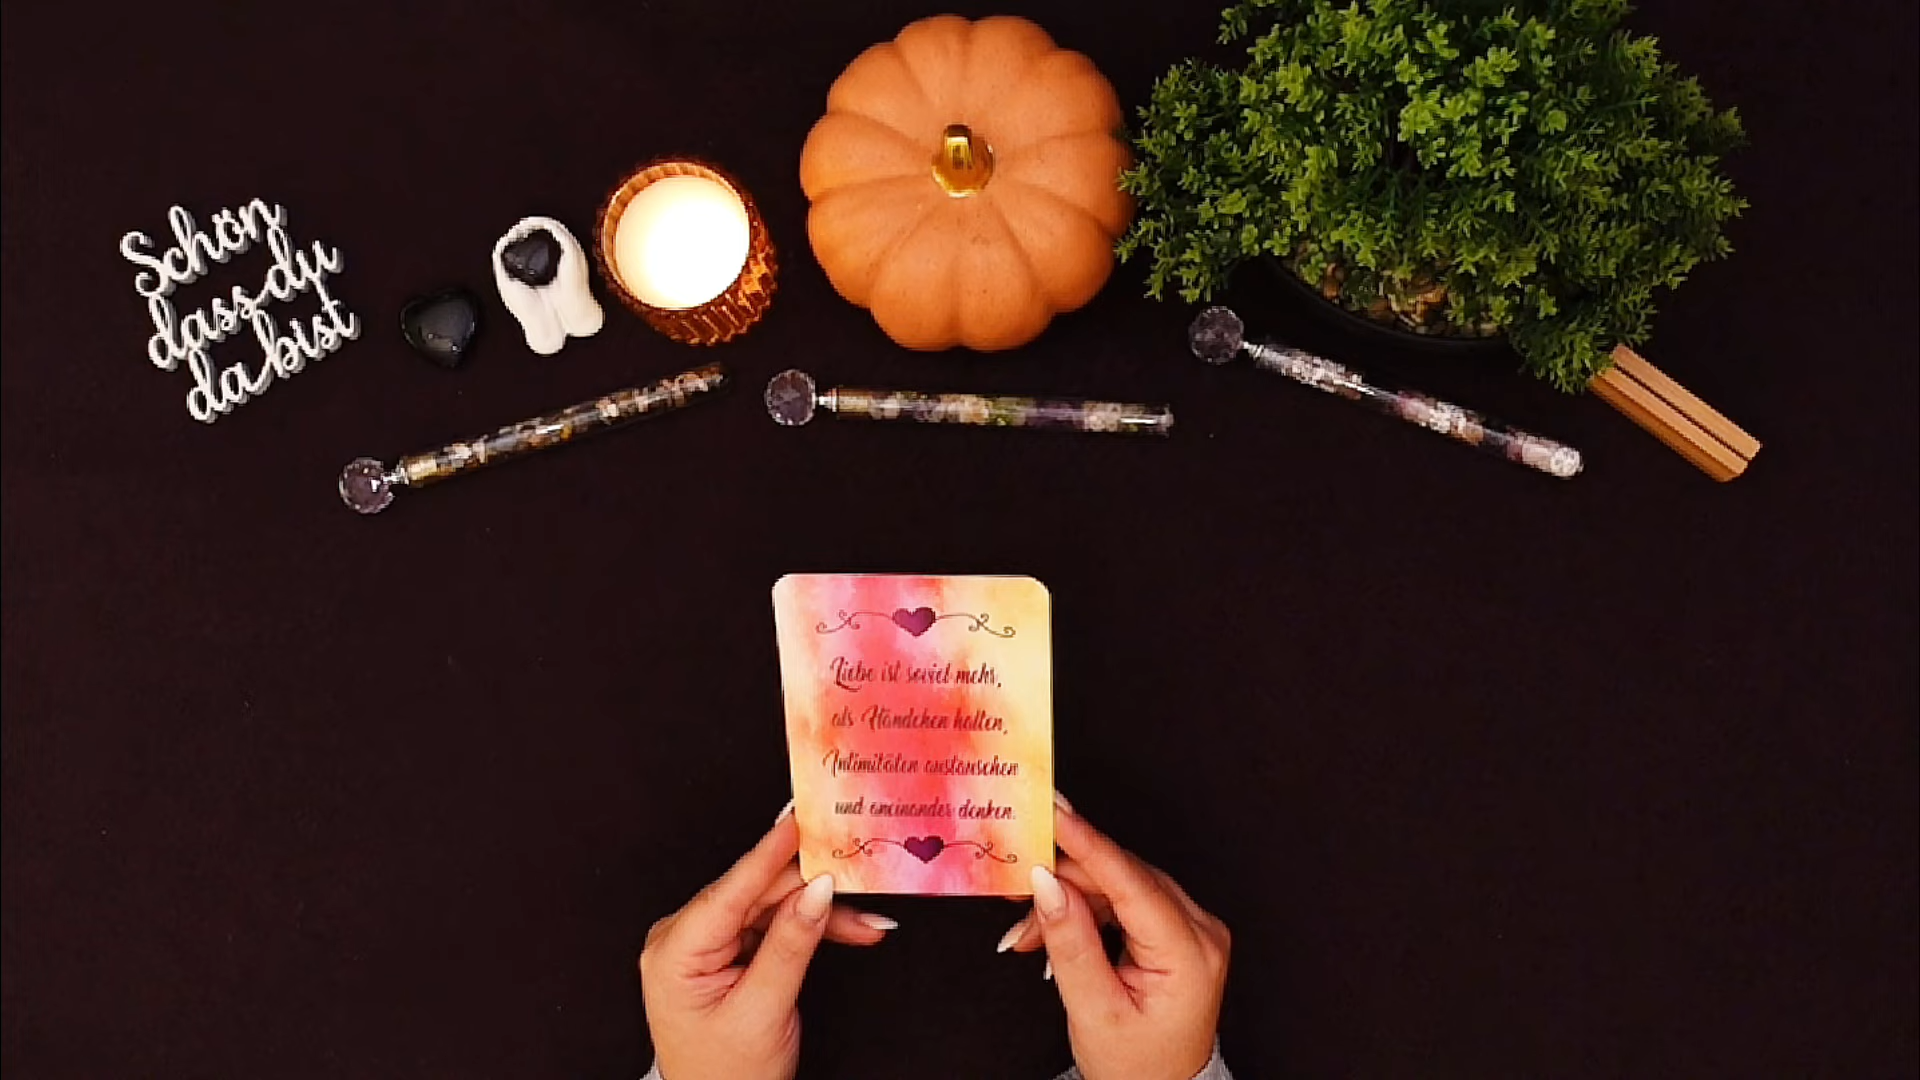 Schön
dass du
da bist
Liebe ist soviel mehr,
als Händchen halten,
Intimitäten austauschen
und aneinander denken.